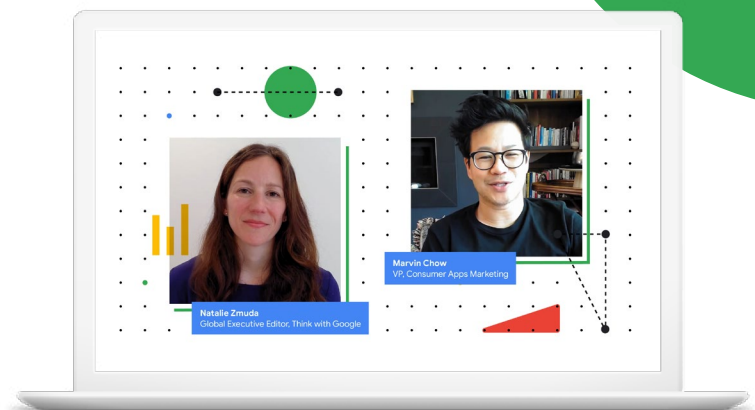 Natalie Zmuda
Global Executive Editor, Think with Google
Marvin Chow
VP, Consumer Apps Marketing